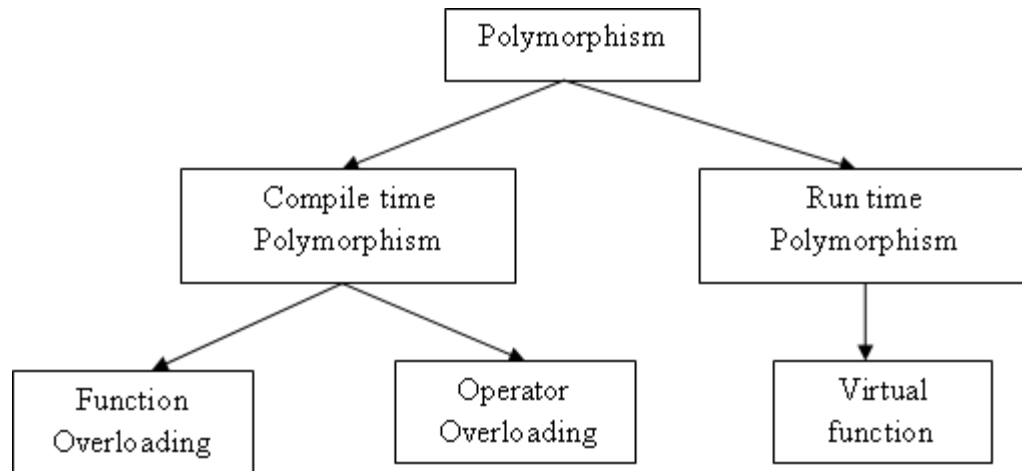 Polymorphism
Compile time
Polymorphism
Run time
Polymorphism
Function
Overloading
Operator
Overloading
Virtual
function